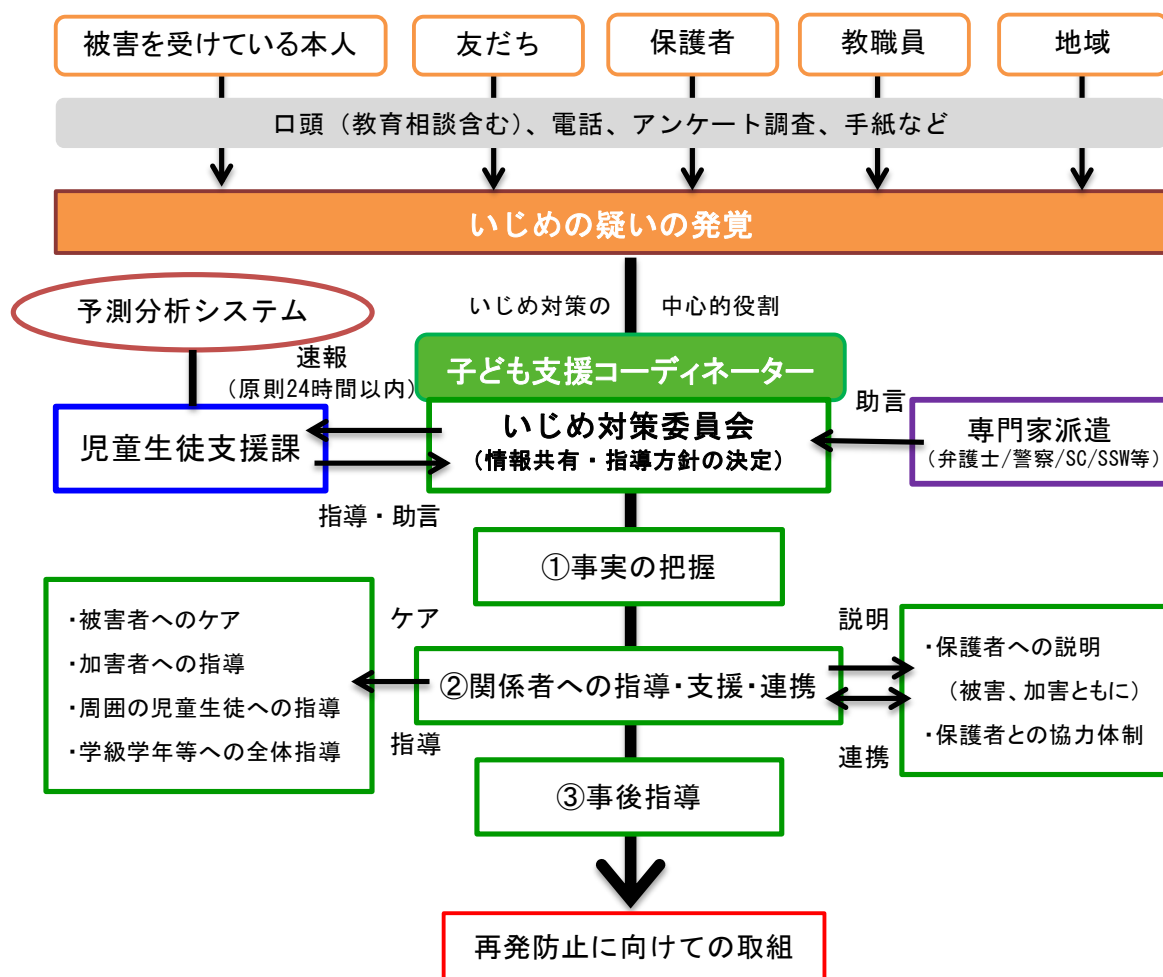 被害を受けている本人
友だち
保護者
教職員
地域
口頭（教育相談含む）、電話、アンケート調査、手紙など
いじめの疑いの発覚
予測分析システム
いじめ対策の 中心的役割
速報
（原則24時間以内）
子ども支援コーディネーター
児童生徒支援課
いじめ対策委員会
（情報共有・指導方針の決定）
助言
専門家派遣
（弁護士/警察/SC/SSW等）
指導・助言
①事実の把握
・被害者へのケア
・加害者への指導
・周囲の児童生徒への指導
・学級学年等への全体指導
ケア
指導
②関係者への指導・支援・連携
説明
連携
・保護者への説明
（被害、加害ともに）
・保護者との協力体制
③事後指導
再発防止に向けての取組